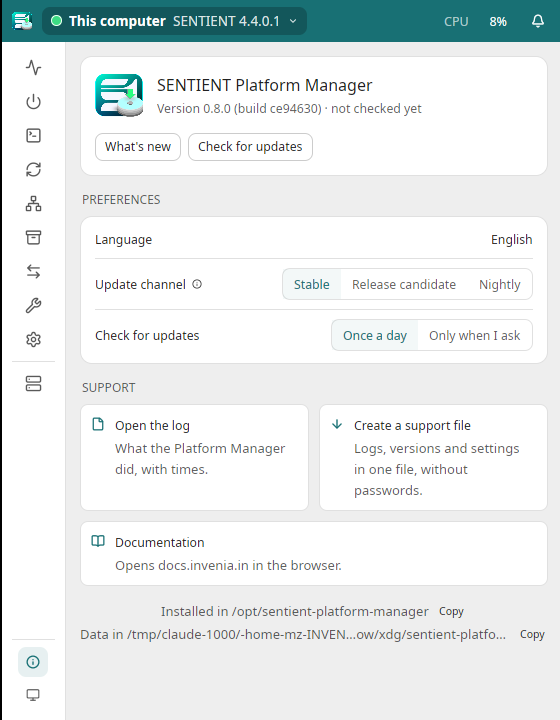 This computer SENTIENT 4.4.0.1 CPU 8%
SENTIENT Platform Manager
Version 0.8.0 (build ce94630) · not checked yet
What's new Check for updates
PREFERENCES
Language English
Update channel Stable Release candidate Nightly
Check for updates Once a day Only when I ask
SUPPORT
Open the log
What the Platform Manager
did, with times.
Create a support file
Logs, versions and settings
in one file, without
passwords.
Documentation
Opens docs.invenia.in in the browser.
Installed in /opt/sentient-platform-manager Copy
Data in /tmp/claude-1000/-home-mz-INVEN...ow/xdg/sentient-platfo... Copy